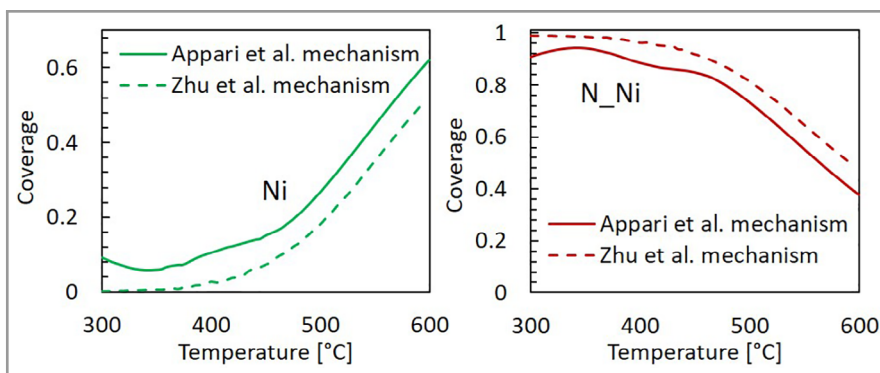 Appari et al. mechanism
Zhu et al. mechanism
Ni
Coverage
0.6
0.4
0.2
0
300 400 500 600
Temperature [°C]
N_Ni
Appari et al. mechanism
Zhu et al. mechanism
Coverage
1
0.8
0.6
0.4
0.2
0
300 400 500 600
Temperature [°C]